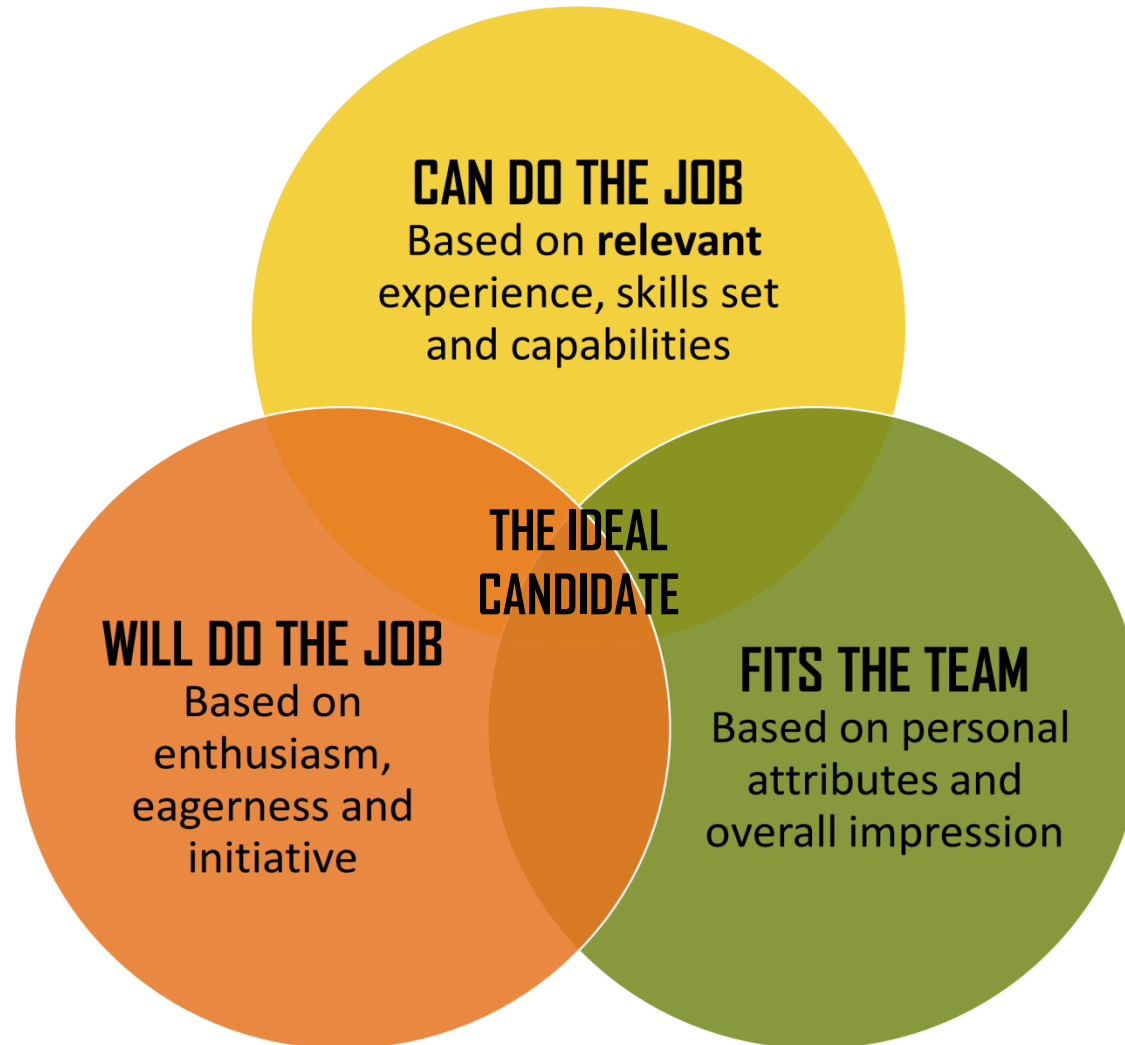 CAN DO THE JOB
Based on relevant
experience, skills set
and capabilities
THE IDEAL
CANDIDATE
WILL DO THE JOB
Based on
enthusiasm,
eagerness and
initiative
FITS THE TEAM
Based on personal
attributes and
overall impression